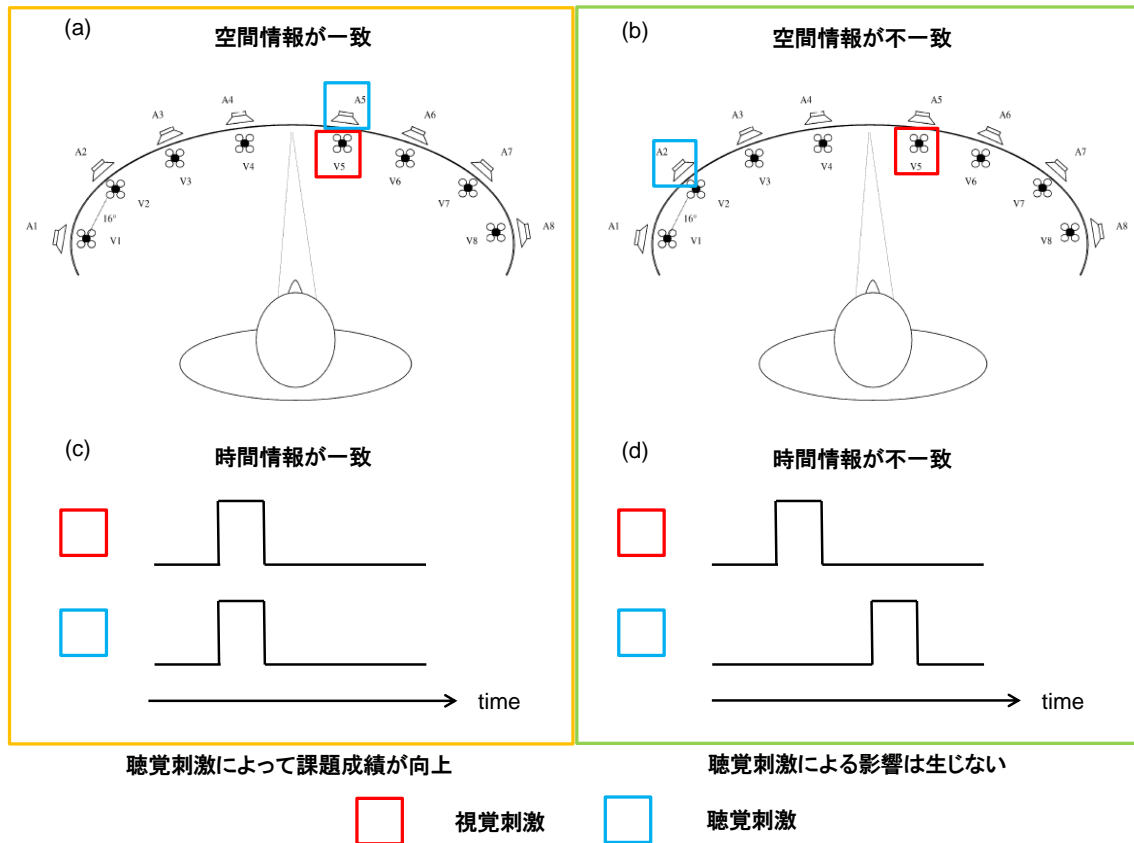 (a)
空間情報が一致
A1
A2
A3
A4
A5
A6
A7
A8
V1
V2
V3
V4
V5
V6
V7
V8
16°
(b)
空間情報が不一致
A1
A2
A3
A4
A5
A6
A7
A8
V1
V2
V3
V4
V5
V6
V7
V8
16°
(c)
時間情報が一致
time
(d)
時間情報が不一致
time
聴覚刺激によって課題成績が向上
聴覚刺激による影響は生じない
視覚刺激
聴覚刺激